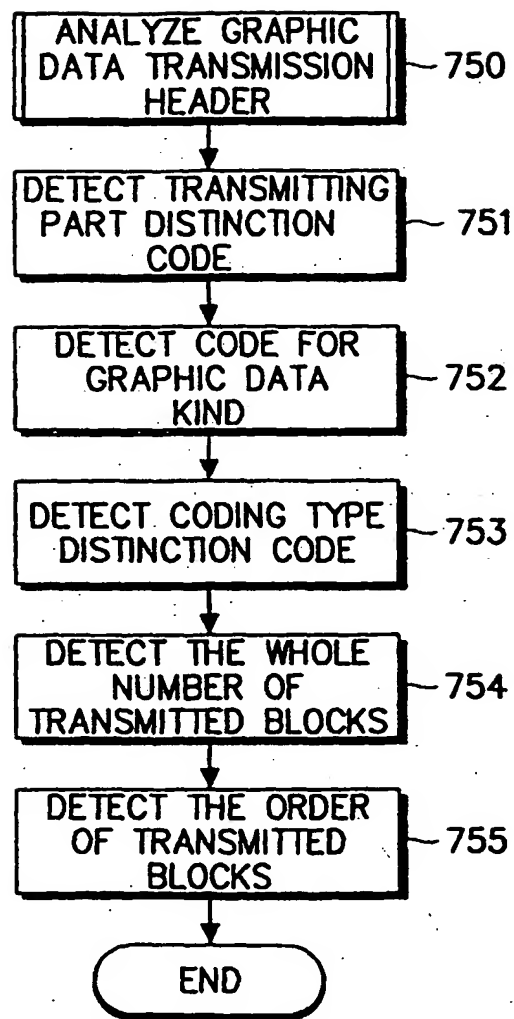 ANALYZE GRAPHIC
DATA TRANSMISSION
HEADER
750
DETECT TRANSMITTING
PART DISTINCTION
CODE
751
DETECT CODE FOR
GRAPHIC DATA
KIND
752
DETECT CODING TYPE
DISTINCTION CODE
753
DETECT THE WHOLE
NUMBER OF
TRANSMITTED BLOCKS
754
DETECT THE ORDER
OF TRANSMITTED
BLOCKS
755
END